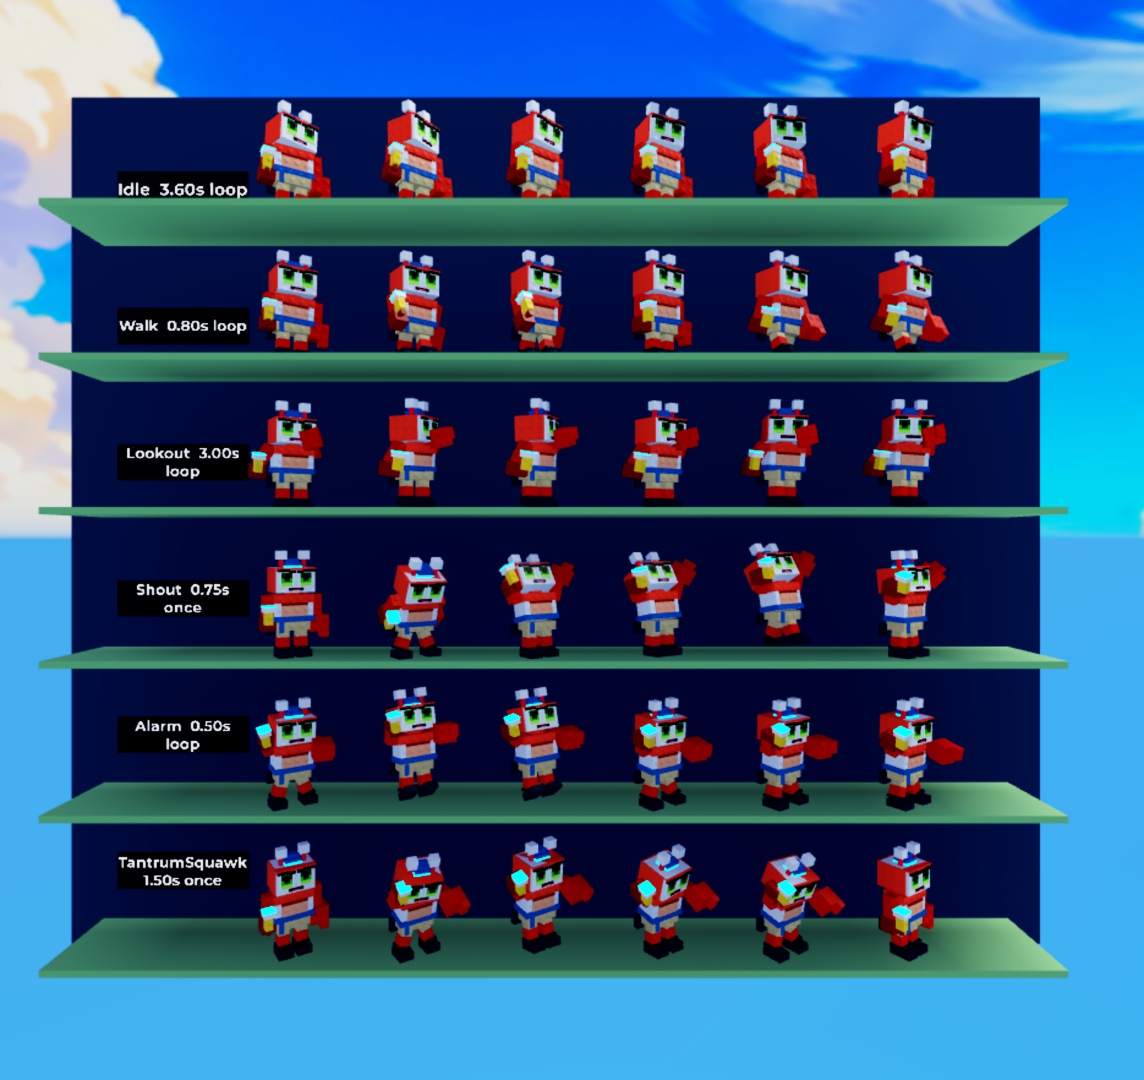 Idle 3.60s loop
Walk 0.80s loop
Lookout 3.00s
loop
Shout 0.75s
once
Alarm 0.50s
loop
TantrumSquawk
1.50s once